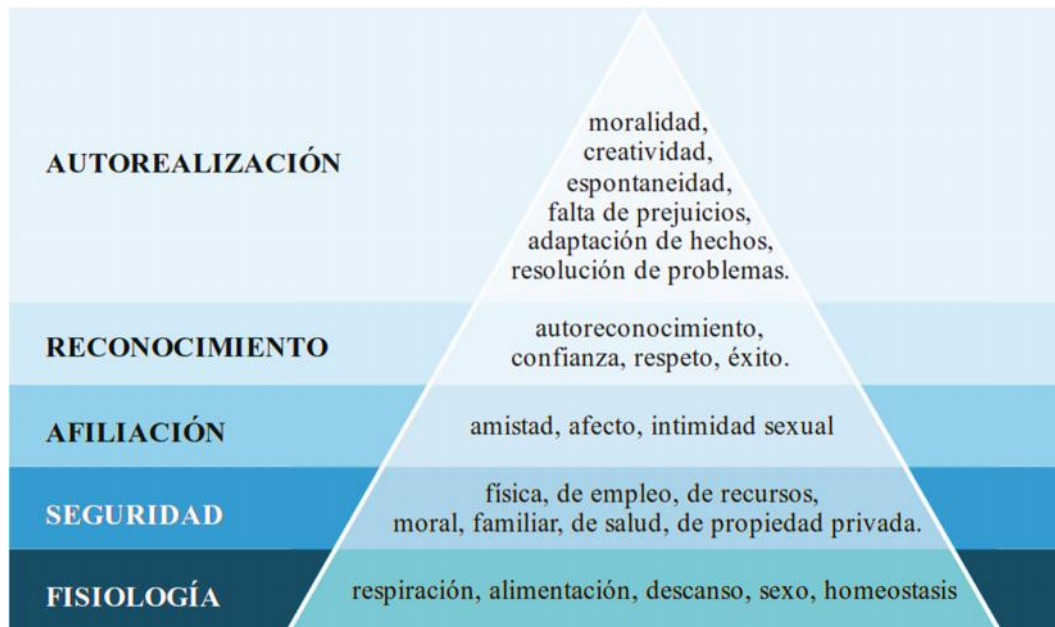 AUTOREALIZACIÓN
moralidad,
creatividad,
espontaneidad,
falta de prejuicios,
adaptación de hechos,
resolución de problemas.
RECONOCIMIENTO
autoreconocimiento,
confianza, respeto, éxito.
AFILIACIÓN
amistad, afecto, intimidad sexual
SEGURIDAD
física, de empleo, de recursos,
moral, familiar, de salud, de propiedad privada.
FISIOLOGÍA
respiración, alimentación, descanso, sexo, homeostasis